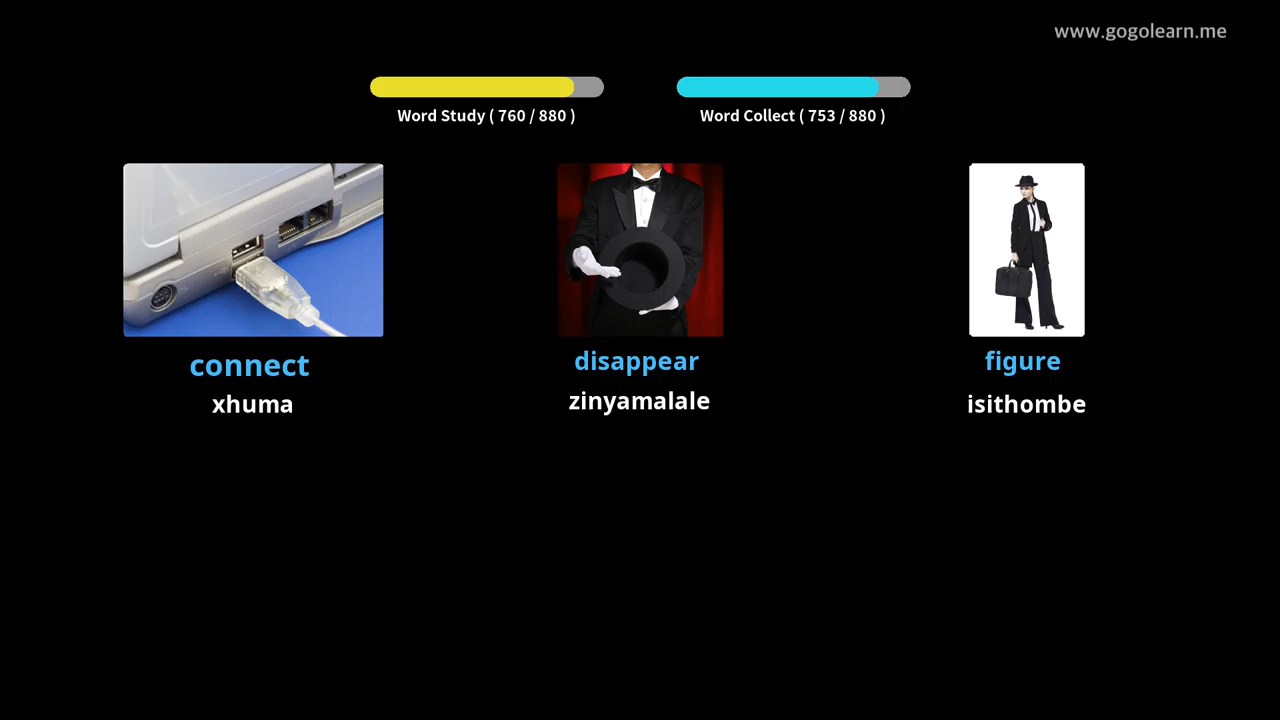 www.gogolearn.me
Word Study ( 760 / 880 )
Word Collect ( 753 / 880 )
connect
xhuma
disappear
zinyamalale
figure
isithombe